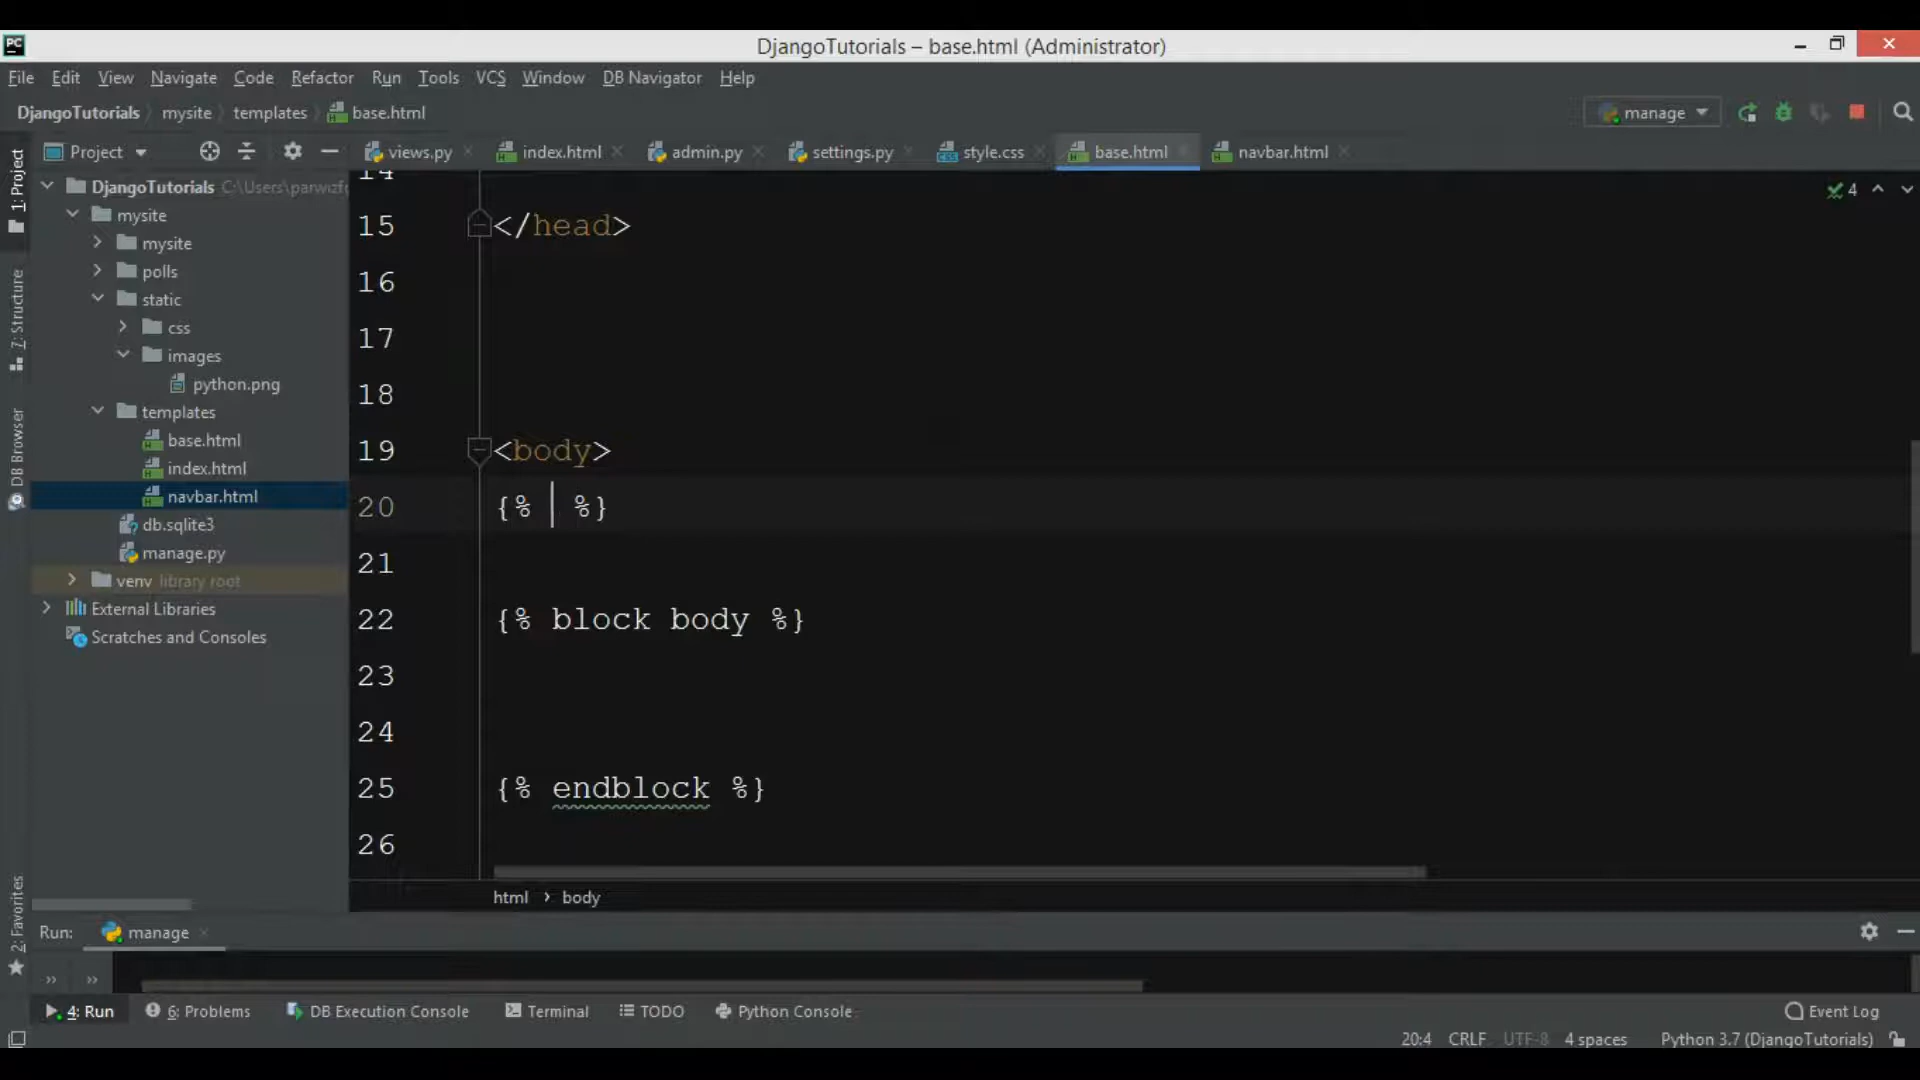 PC
DjangoTutorials – base.html (Administrator)
File Edit View Navigate Code Refactor Run Tools VCS Window DB Navigator Help
DjangoTutorials mysite templates base.html
manage
Project
views.py index.html admin.py settings.py style.css base.html navbar.html
1: Project
7: Structure
DB Browser
2: Favorites
DjangoTutorials C:\Users\parwizf
mysite
mysite
polls
static
css
images
python.png
templates
base.html
index.html
navbar.html
db.sqlite3
manage.py
venv library root
External Libraries
Scratches and Consoles
4
14
15 </head>
16
17
18
19 <body>
20 {% %}
21
22 {% block body %}
23
24
25 {% endblock %}
26
html › body
Run: manage
4: Run 6: Problems DB Execution Console Terminal TODO Python Console Event Log
20:4 CRLF UTF-8 4 spaces Python 3.7 (DjangoTutorials)